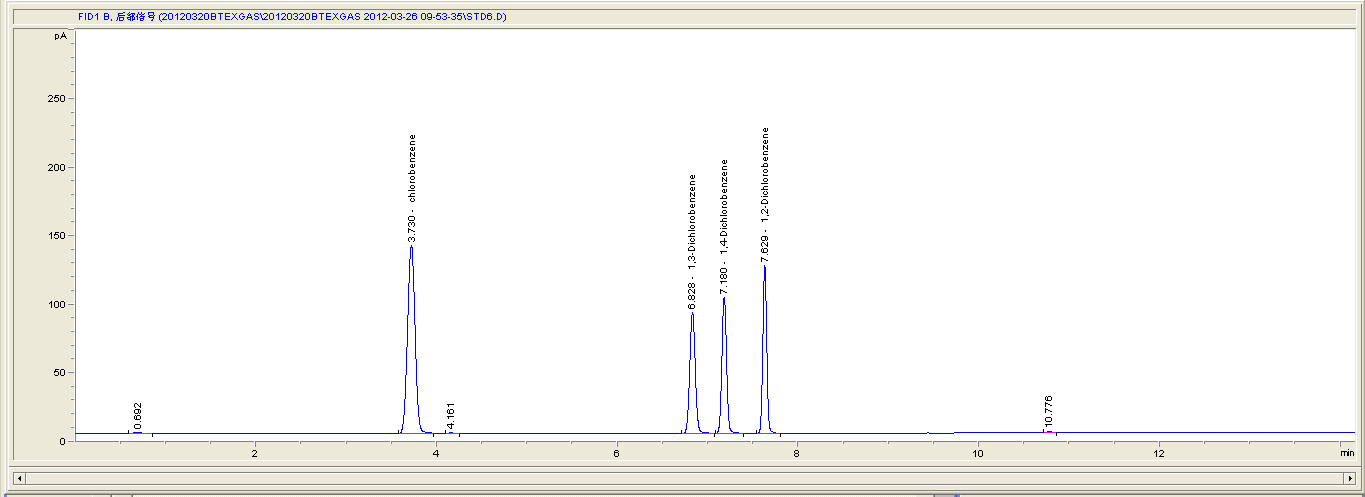 FID1 B, 后部信号 (20120320BTEXGAS\20120320BTEXGAS 2012-03-26 09-53-35\STD6.D)
pA
250
200
150
100
50
0
0.692
3.730 - chlorobenzene
4.161
6.828 - 1,3-Dichlorobenzene
7.180 - 1,4-Dichlorobenzene
7.629 - 1,2-Dichlorobenzene
10.776
2
4
6
8
10
12
min